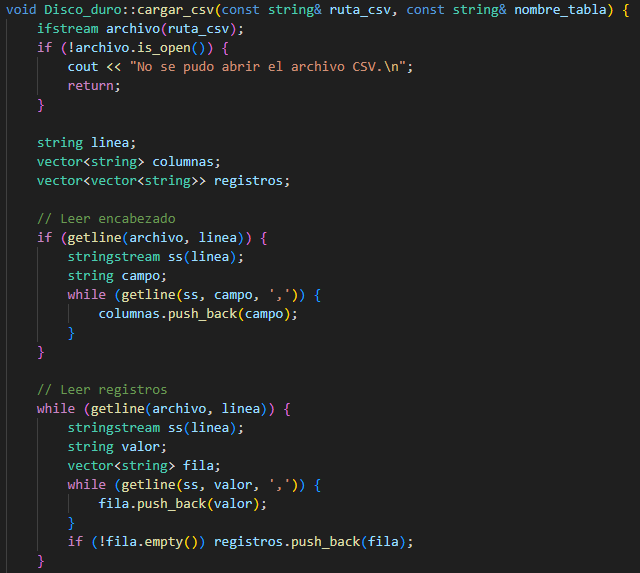 void Disco_duro::cargar_csv(const string& ruta_csv, const string& nombre_tabla) {
    ifstream archivo(ruta_csv);
    if (!archivo.is_open()) {
        cout << "No se pudo abrir el archivo CSV.\n";
        return;
    }

    string linea;
    vector<string> columnas;
    vector<vector<string>> registros;

    // Leer encabezado
    if (getline(archivo, linea)) {
        stringstream ss(linea);
        string campo;
        while (getline(ss, campo, ',')) {
            columnas.push_back(campo);
        }
    }

    // Leer registros
    while (getline(archivo, linea)) {
        stringstream ss(linea);
        string valor;
        vector<string> fila;
        while (getline(ss, valor, ',')) {
            fila.push_back(valor);
        }
        if (!fila.empty()) registros.push_back(fila);
    }